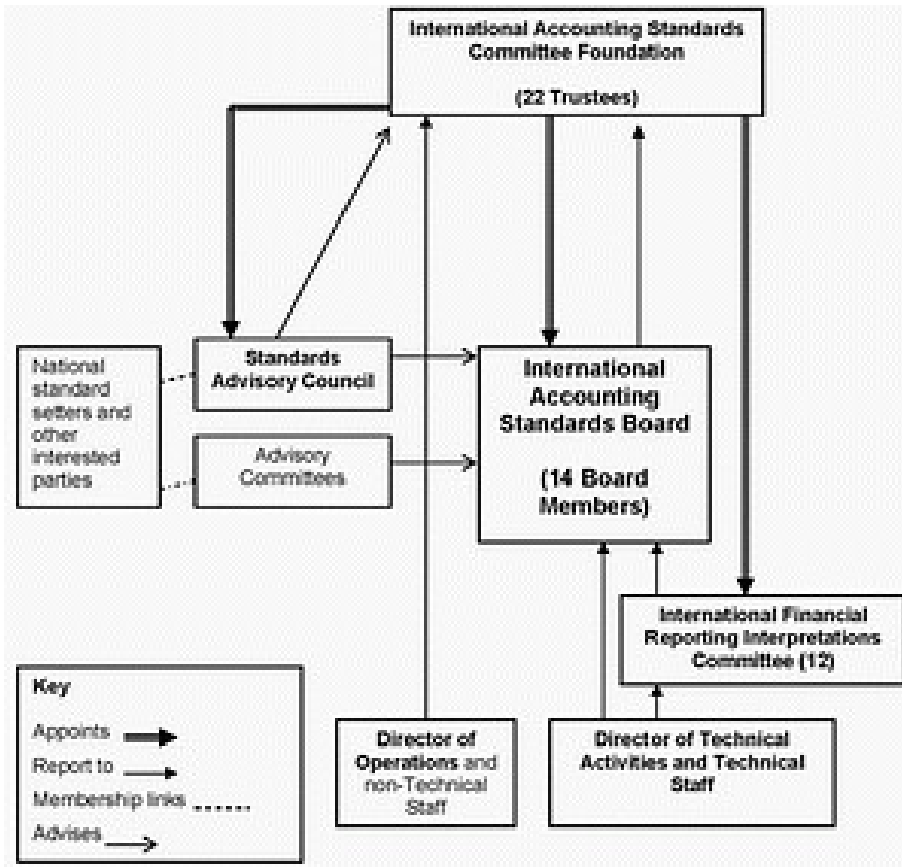 International Accounting Standards
Committee Foundation
(22 Trustees)
National
standard
setters and
other
interested
parties
Standards
Advisory Council
Advisory
Committees
International
Accounting
Standards Board
(14 Board
Members)
International Financial
Reporting Interpretations
Committee (12)
Key
Appoints
Report to
Membership links
Advises
Director of
Operations and
non-Technical
Staff
Director of Technical
Activities and Technical
Staff